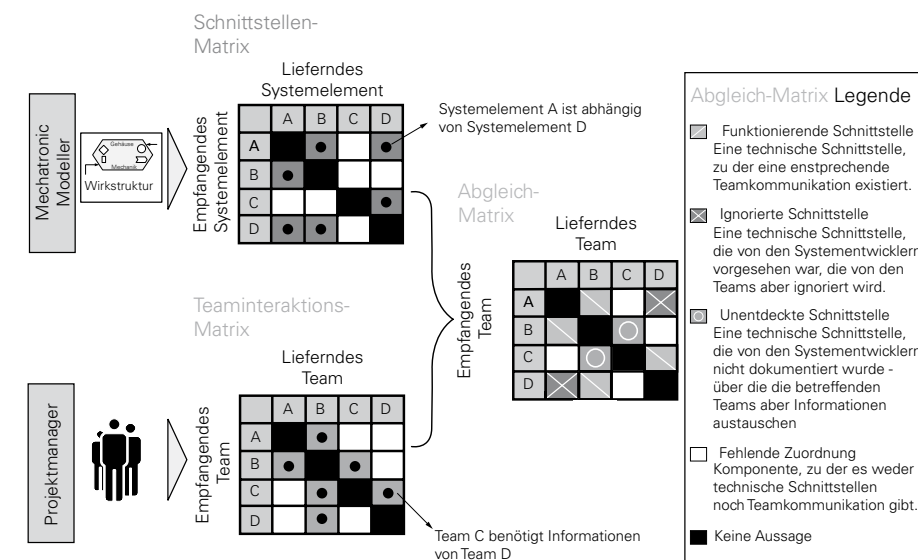 Schnittstellen-
Matrix
Lieferndes
Systemelement
Empfangendes
Systemelement
A B C D
A
B
C
D
Systemelement A ist abhängig
von Systemelement D
Mechatronic
Modeller
Gehäuse
Mechanik
Wirkstruktur
Teaminteraktions-
Matrix
Lieferndes
Team
Empfangendes
Team
A B C D
A
B
C
D
Team C benötigt Informationen
von Team D
Projektmanager
Abgleich-
Matrix
Lieferndes
Team
Empfangendes
Team
A B C D
A
B
C
D
Abgleich-Matrix Legende
Funktionierende Schnittstelle
Eine technische Schnittstelle,
zu der eine enstprechende
Teamkommunikation existiert.
Ignorierte Schnittstelle
Eine technische Schnittstelle,
die von den Systementwicklern
vorgesehen war, die von den
Teams aber ignoriert wird.
Unentdeckte Schnittstelle
Eine technische Schnittstelle,
die von den Systementwicklern
nicht dokumentiert wurde -
über die die betreffenden
Teams aber Informationen
austauschen
Fehlende Zuordnung
Komponente, zu der es weder
technische Schnittstellen
noch Teamkommunikation gibt.
Keine Aussage